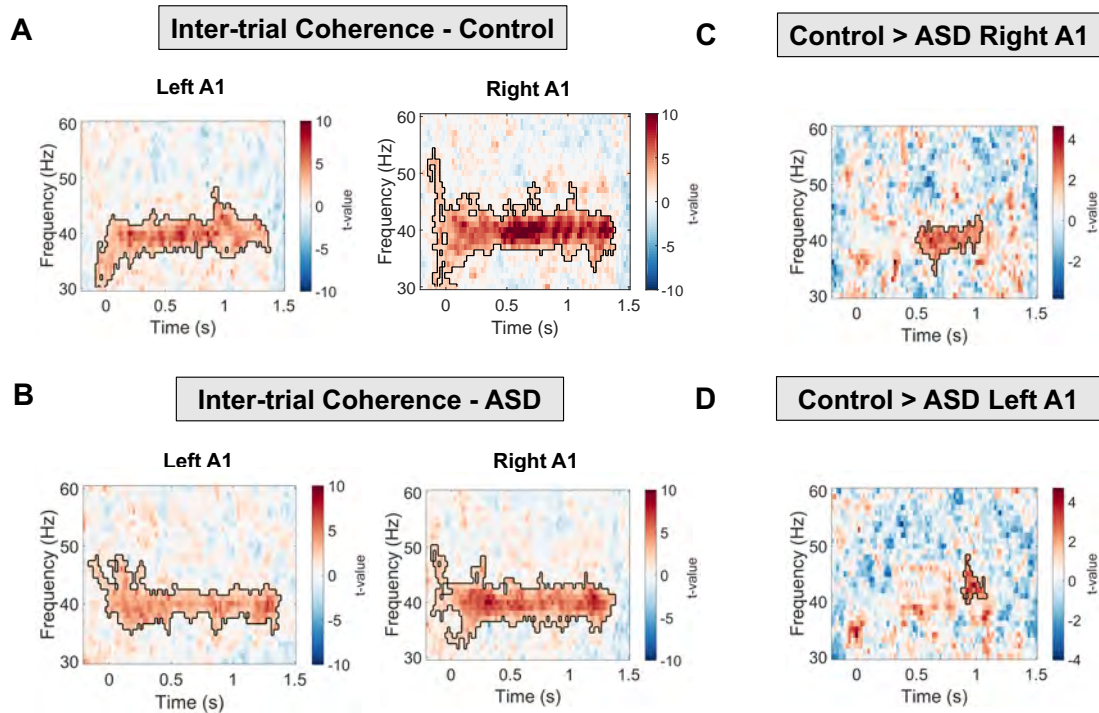 A
Inter-trial Coherence - Control
Left A1
60
50
40
30
Frequency (Hz)
0
0.5
1
1.5
Time (s)
10
5
0
-5
-10
t-value
Right A1
60
50
40
30
Frequency (Hz)
0
0.5
1
1.5
Time (s)
10
5
0
-5
-10
t-value
C
Control > ASD Right A1
60
50
40
30
Frequency (Hz)
0
0.5
1
1.5
Time (s)
4
2
0
-2
t-value
B
Inter-trial Coherence - ASD
Left A1
60
50
40
30
Frequency (Hz)
0
0.5
1
1.5
Time (s)
10
5
0
-5
-10
t-value
Right A1
60
50
40
30
Frequency (Hz)
0
0.5
1
1.5
Time (s)
10
5
0
-5
-10
t-value
D
Control > ASD Left A1
60
50
40
30
Frequency (Hz)
0
0.5
1
1.5
Time (s)
4
2
0
-2
-4
t-value